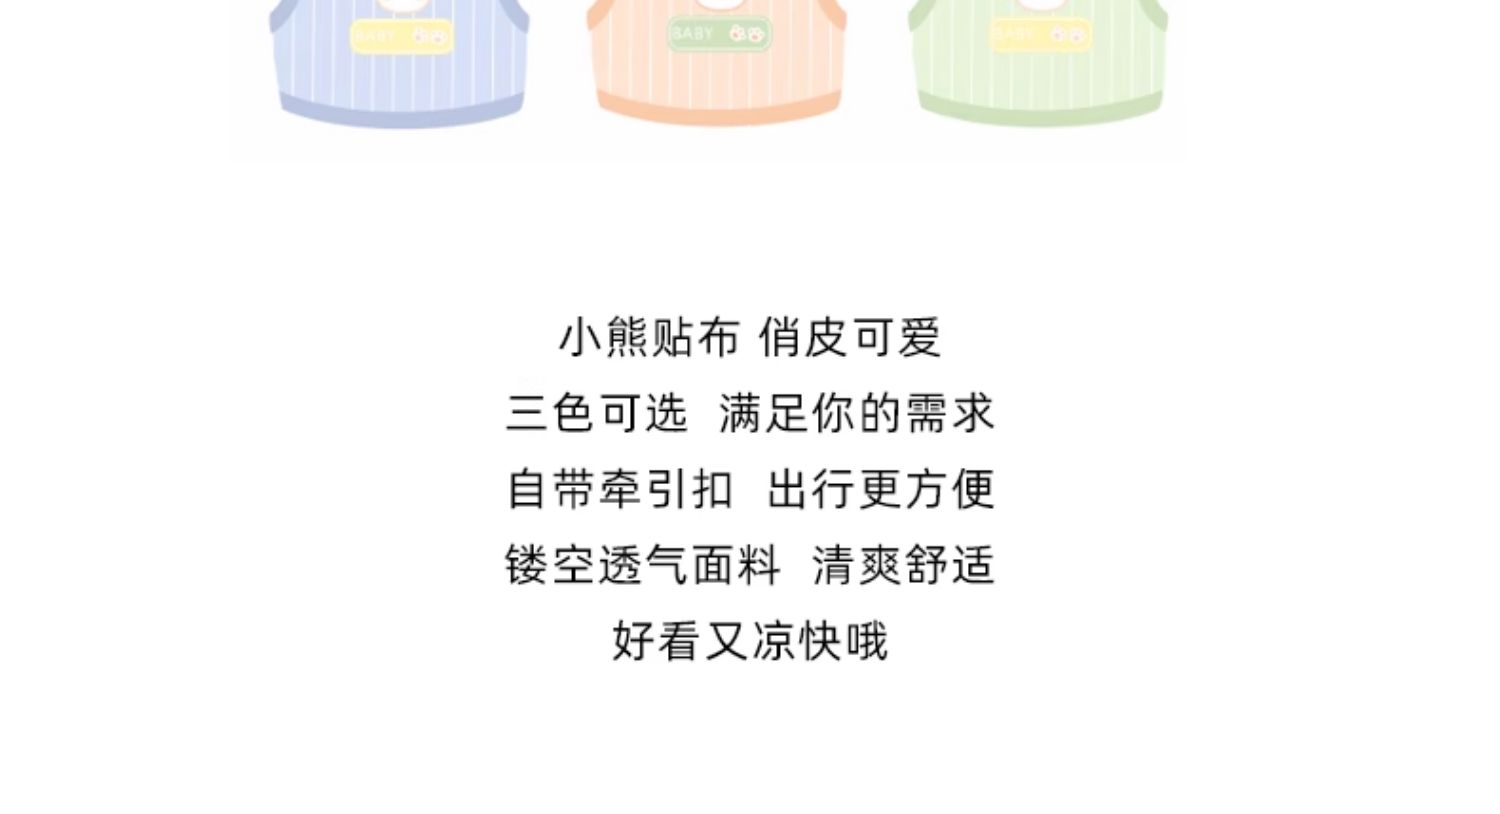 BABY BABY BABY
小熊贴布 俏皮可爱
三色可选 满足你的需求
自带牵引扣 出行更方便
镂空透气面料 清爽舒适
好看又凉快哦